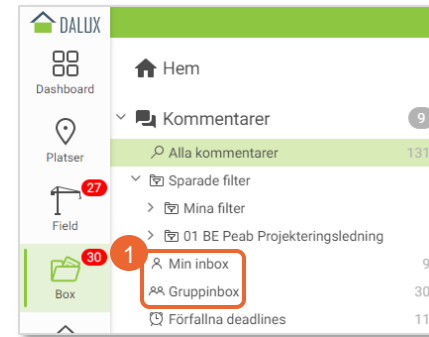 DALUX
Dashboard
Platser
27
Field
30
Box
Hem
Kommentarer 9
Alla kommentarer 131
Sparade filter
Mina filter
01 BE Peab Projekteringsledning
1
Min inbox 9
Gruppinbox 30
Förfallna deadlines 11